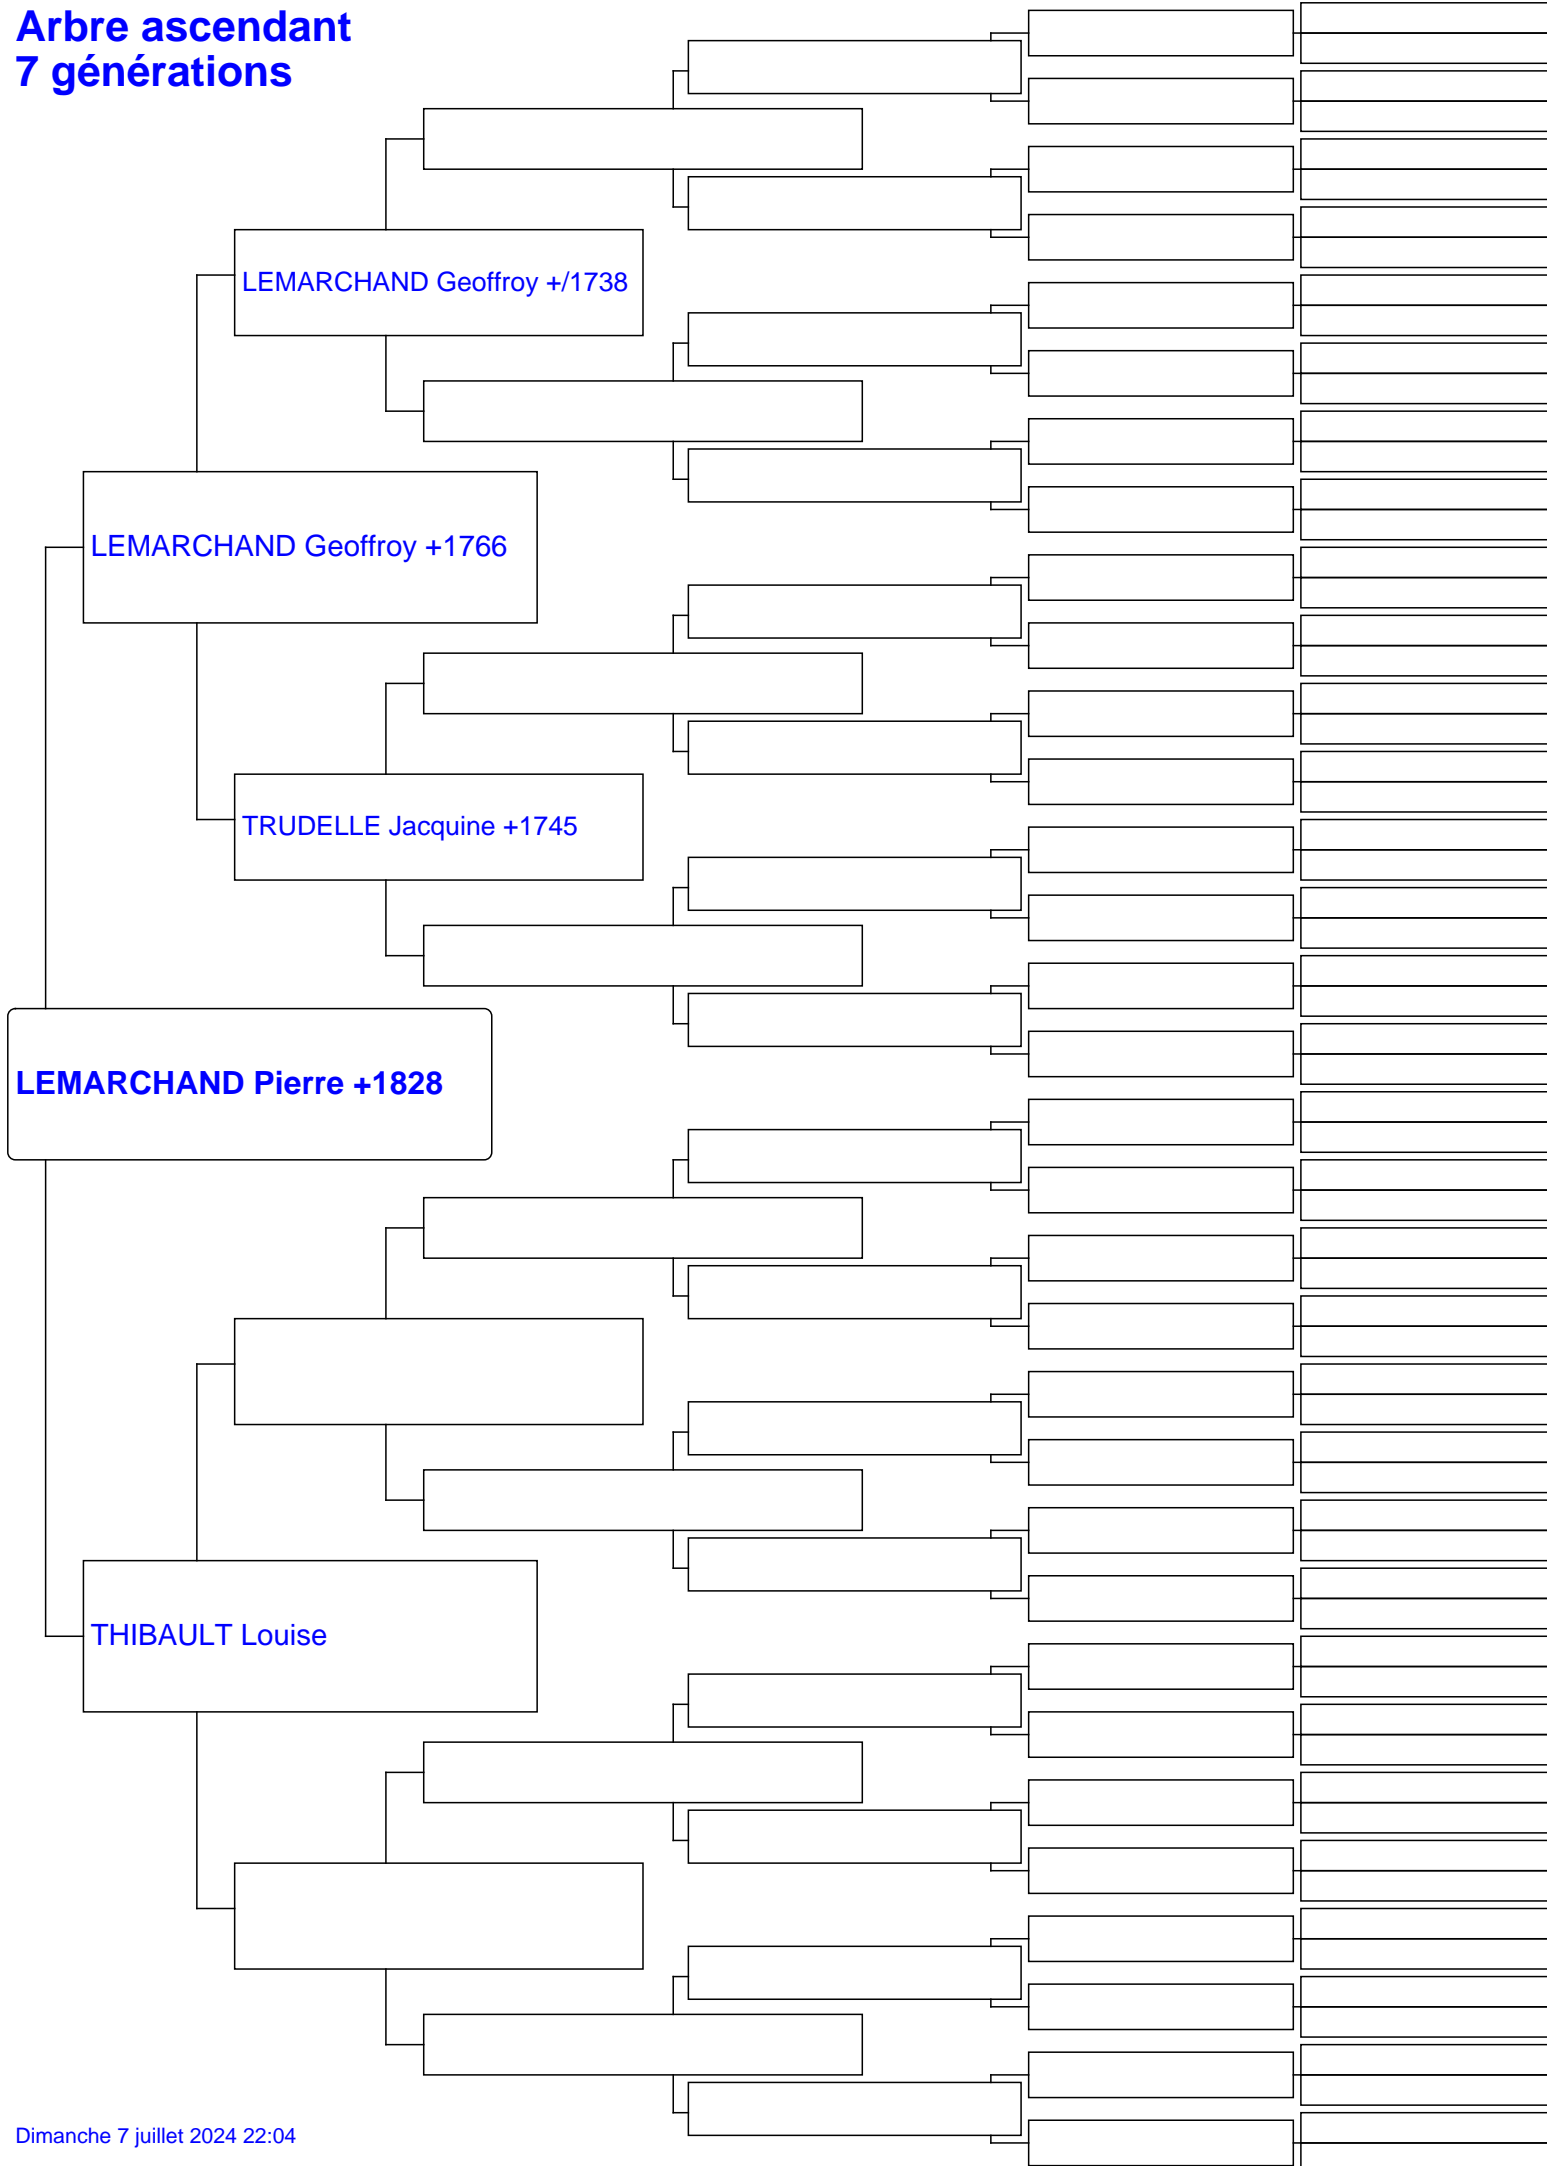 Arbre ascendant
7 générations
LEMARCHAND Geoffroy +/1738
LEMARCHAND Geoffroy +1766
TRUDELLE Jacquine +1745
LEMARCHAND Pierre +1828
THIBAULT Louise
Dimanche 7 juillet 2024 22:04